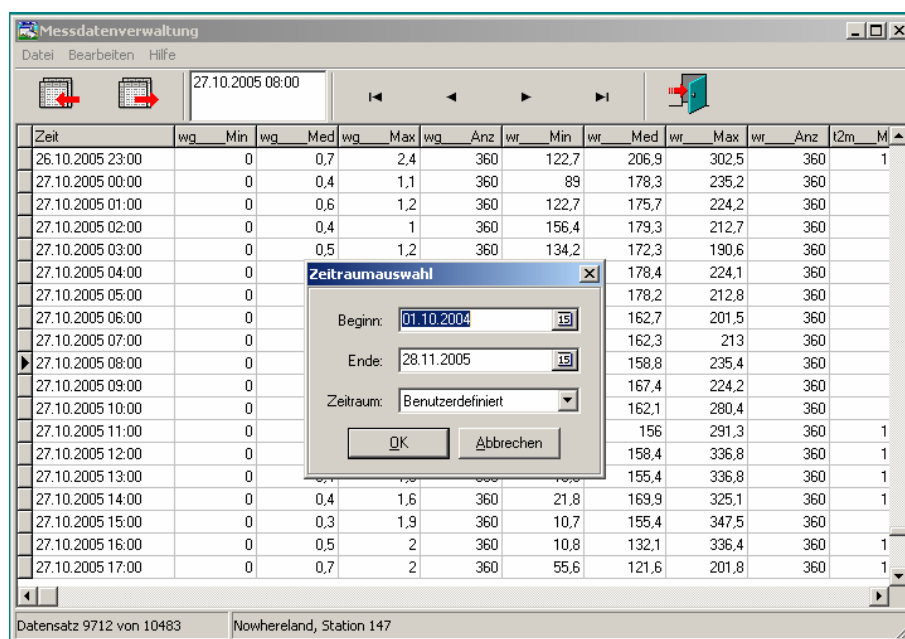 Messdatenverwaltung
Datei Bearbeiten Hilfe
27.10.2005 08:00
Zeit wg Min wg Med wg Max wg Anz wr Min wr Med wr Max wr Anz t2m M
26.10.2005 23:00 0 0,7 2,4 360 122,7 206,9 302,5 360 1
27.10.2005 00:00 0 0,4 1,1 360 89 178,3 235,2 360
27.10.2005 01:00 0 0,6 1,2 360 122,7 175,7 224,2 360
27.10.2005 02:00 0 0,4 1 360 156,4 179,3 212,7 360
27.10.2005 03:00 0 0,5 1,2 360 134,2 172,3 190,6 360
27.10.2005 04:00 0 178,4 224,1 360
27.10.2005 05:00 0 178,2 212,8 360
27.10.2005 06:00 0 162,7 201,5 360
27.10.2005 07:00 0 162,3 213 360
27.10.2005 08:00 0 158,8 235,4 360
27.10.2005 09:00 0 167,4 224,2 360
27.10.2005 10:00 0 162,1 280,4 360
27.10.2005 11:00 0 156 291,3 360 1
27.10.2005 12:00 0 158,4 336,8 360 1
27.10.2005 13:00 0 155,4 336,8 360 1
27.10.2005 14:00 0 0,4 1,6 360 21,8 169,9 325,1 360 1
27.10.2005 15:00 0 0,3 1,9 360 10,7 155,4 347,5 360
27.10.2005 16:00 0 0,5 2 360 10,8 132,1 336,4 360 1
27.10.2005 17:00 0 0,7 2 360 55,6 121,6 201,8 360 1
Zeitraumauswahl
Beginn: 01.10.2004 15
Ende: 28.11.2005 15
Zeitraum: Benutzerdefiniert
OK Abbrechen
Datensatz 9712 von 10483 Nowhereland, Station 147